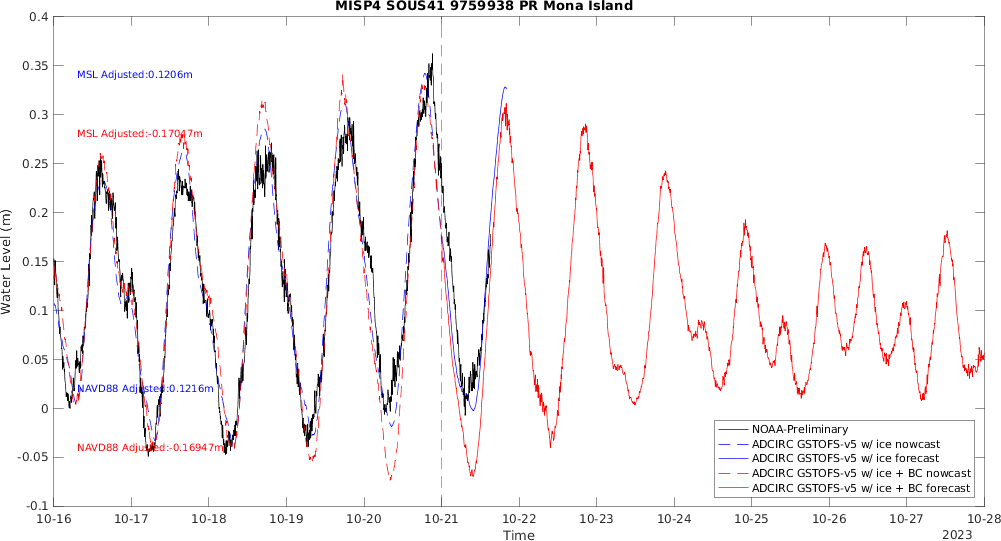 MISP4 SOUS41 9759938 PR Mona Island
0.4
0.35
0.3
0.25
0.2
0.15
0.1
0.05
0
-0.05
-0.1
Water Level (m)
MSL Adjusted:0.1206m
MSL Adjusted:-0.17017m
NAVD88 Adjusted:0.1216m
NAVD88 Adjusted:-0.16947m
NOAA-Preliminary
ADCIRC GSTOFS-v5 w/ ice nowcast
ADCIRC GSTOFS-v5 w/ ice forecast
ADCIRC GSTOFS-v5 w/ ice + BC nowcast
ADCIRC GSTOFS-v5 w/ ice + BC forecast
10-16 10-17 10-18 10-19 10-20 10-21 10-22 10-23 10-24 10-25 10-26 10-27 10-28
Time
2023